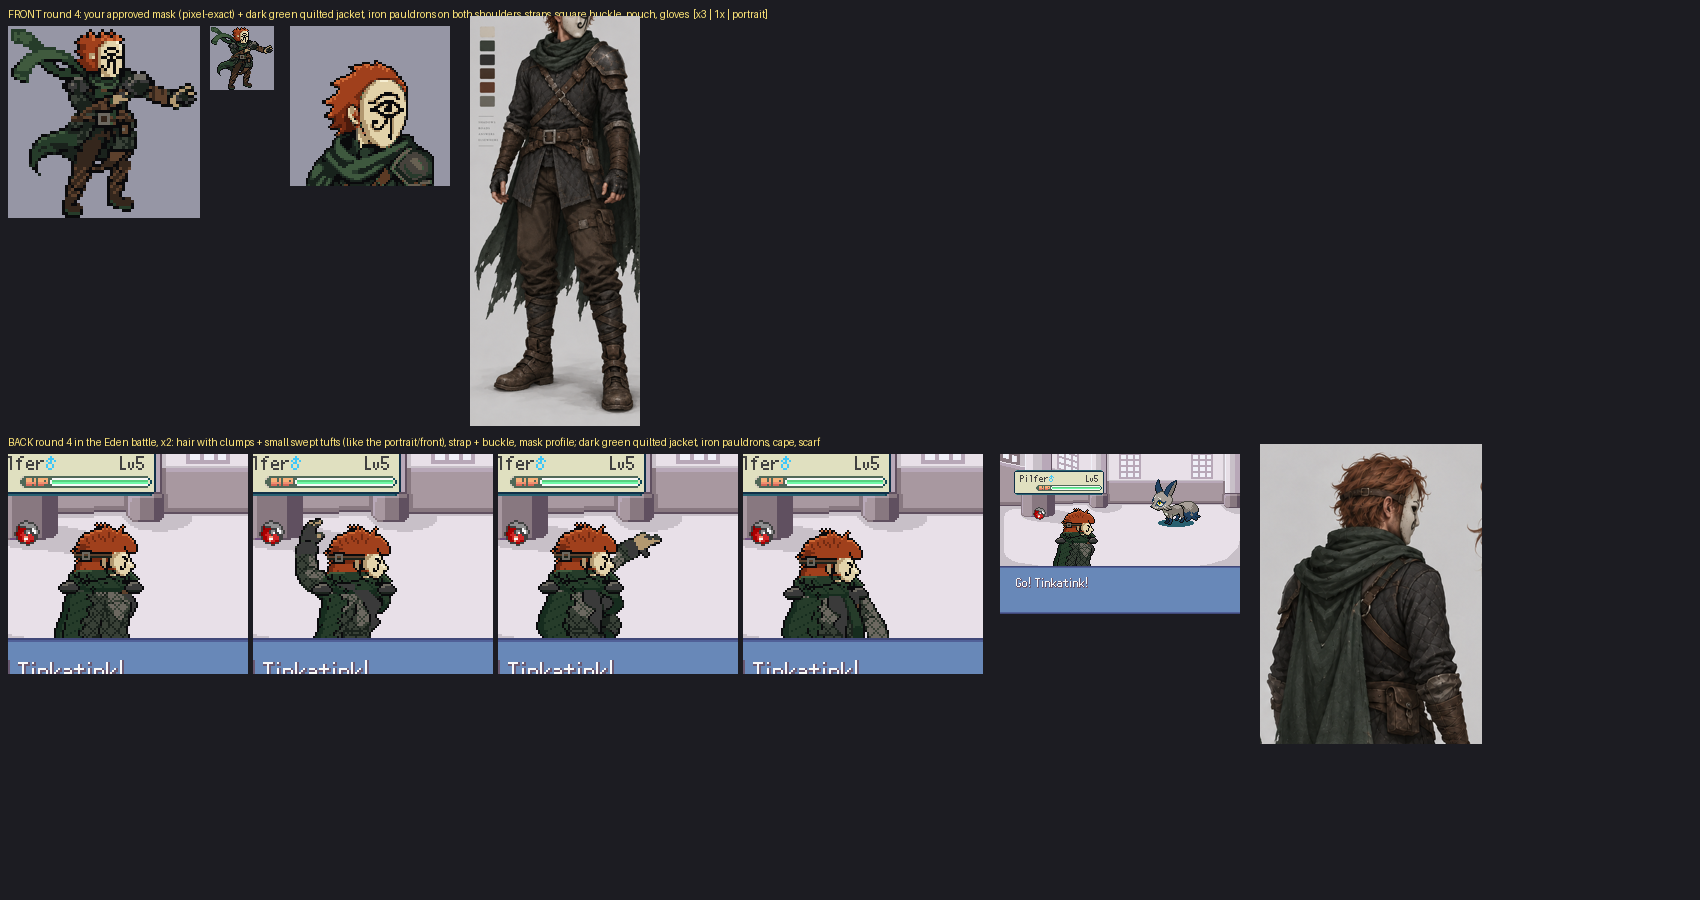 FRONT round 4: your approved mask (pixel-exact) + dark green quilted jacket, iron pauldrons on both shoulders, straps, square buckle, pouch, gloves [x3 | 1x | portrait]
BACK round 4 in the Eden battle, x2: hair with clumps + small swept tufts (like the portrait/front), strap + buckle, mask profile; dark green quilted jacket, iron pauldrons, cape, scarf
lfer♂ Lv5
lfer♂ Lv5
lfer♂ Lv5
lfer♂ Lv5
Pilfer♂ Lv5
Go! Tinkatink!
Tinkatink!
Tinkatink!
Tinkatink!
Tinkatink!